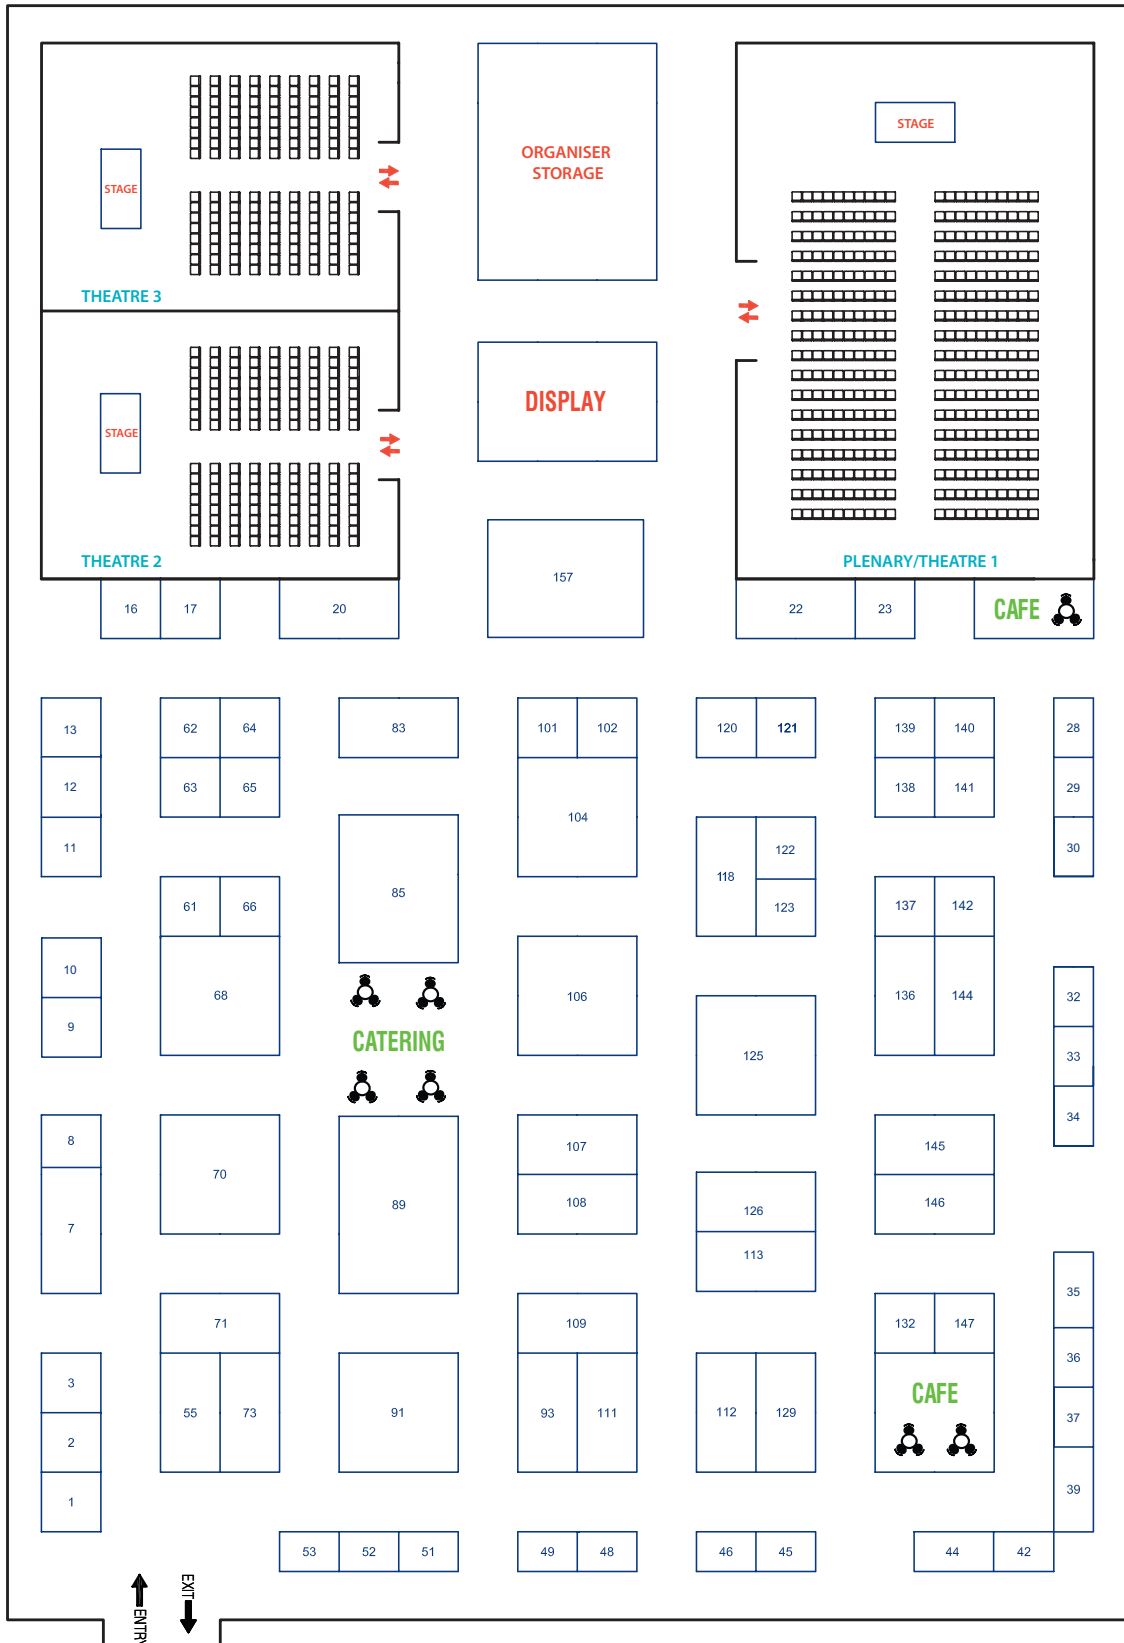 STAGE
ORGANISER
STORAGE
STAGE
THEATRE 3
DISPLAY
STAGE
THEATRE 2
PLENARY/THEATRE 1
157
16 17 20 22 23 CAFE
13 62 64 83 101 102 120 121 139 140 28
12 63 65 138 141 29
104
11 122 30
118
85
61 66 123 137 142
10
68 106 136 144 32
9
CATERING
125 33
34
8 107 145
70
108 146
89
7 126
113
35
71 109 132 147
36
3
CAFE
55 73 91 93 111 112 129
37
2
39
1
53 52 51 49 48 46 45 44 42
EXIT
ENTRY